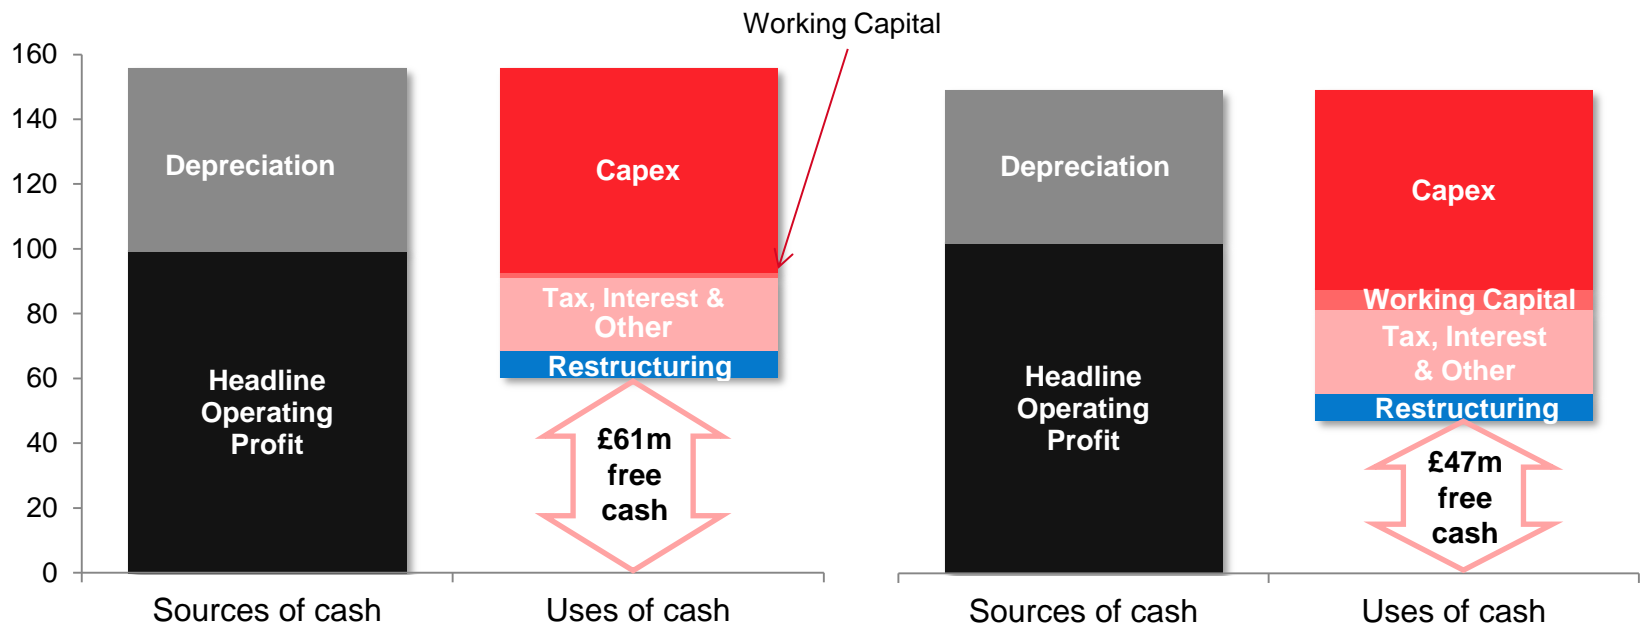 Working Capital
160
140
120
100
80
60
40
20
0
Depreciation
Headline
Operating
Profit
Sources of cash
Capex
Tax, Interest &
Other
Restructuring
£61m
free
cash
Uses of cash
Depreciation
Headline
Operating
Profit
Sources of cash
Capex
Working Capital
Tax, Interest
& Other
Restructuring
£47m
free
cash
Uses of cash